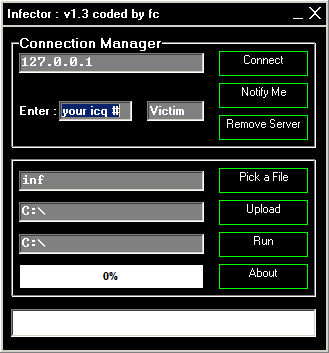 Infector : v1.3 coded by fc
Connection Manager
127.0.0.1
Connect
Notify Me
Enter : your icq # Victim
Remove Server
inf
Pick a File
C:\
Upload
C:\
Run
0%
About